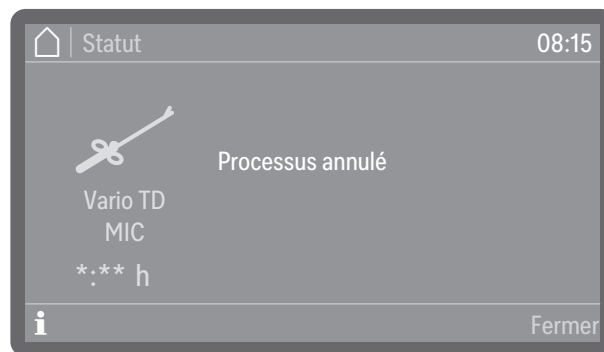 Statut
08:15
Processus annulé
Vario TD
MIC
*:** h
i
Fermer